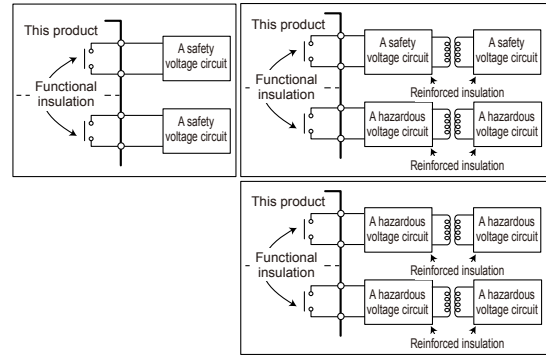 This product
Functional
insulation
A safety
voltage circuit
A safety
voltage circuit
This product
Functional
insulation
A safety
voltage circuit
A safety
voltage circuit
Reinforced insulation
A hazardous
voltage circuit
A hazardous
voltage circuit
Reinforced insulation
This product
Functional
insulation
A hazardous
voltage circuit
A hazardous
voltage circuit
Reinforced insulation
A hazardous
voltage circuit
A hazardous
voltage circuit
Reinforced insulation